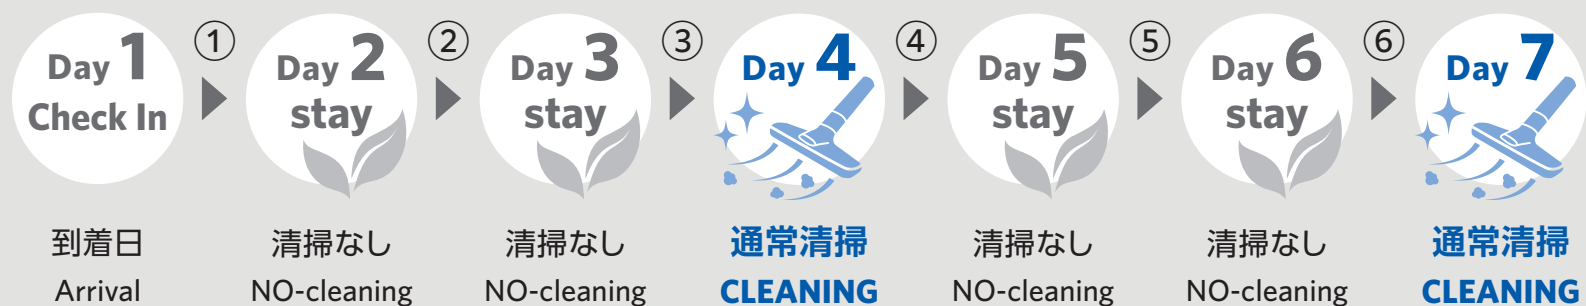 Day 1
Check In
①
Day 2
stay
②
Day 3
stay
③
Day 4
④
Day 5
stay
⑤
Day 6
stay
⑥
Day 7
到着日
Arrival
清掃なし
NO-cleaning
清掃なし
NO-cleaning
通常清掃
CLEANING
清掃なし
NO-cleaning
清掃なし
NO-cleaning
通常清掃
CLEANING